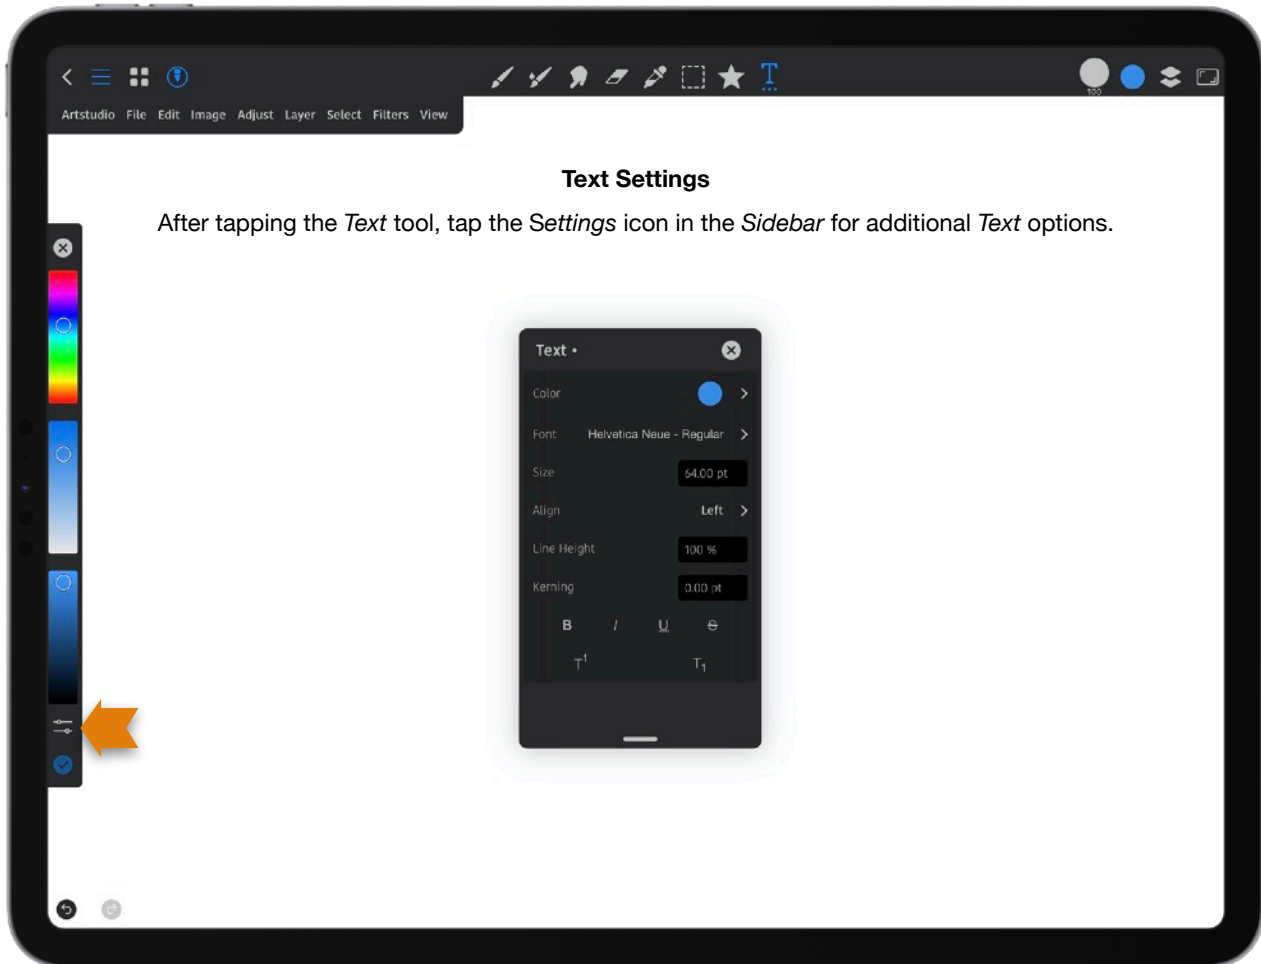 100
Artstudio File Edit Image Adjust Layer Select Filters View
Text Settings
After tapping the Text tool, tap the Settings icon in the Sidebar for additional Text options.
Text •
Color
Font Helvetica Neue - Regular
Size 64.00 pt
Align Left
Line Height 100 %
Kerning 0.00 pt
B I U S
T1 T1